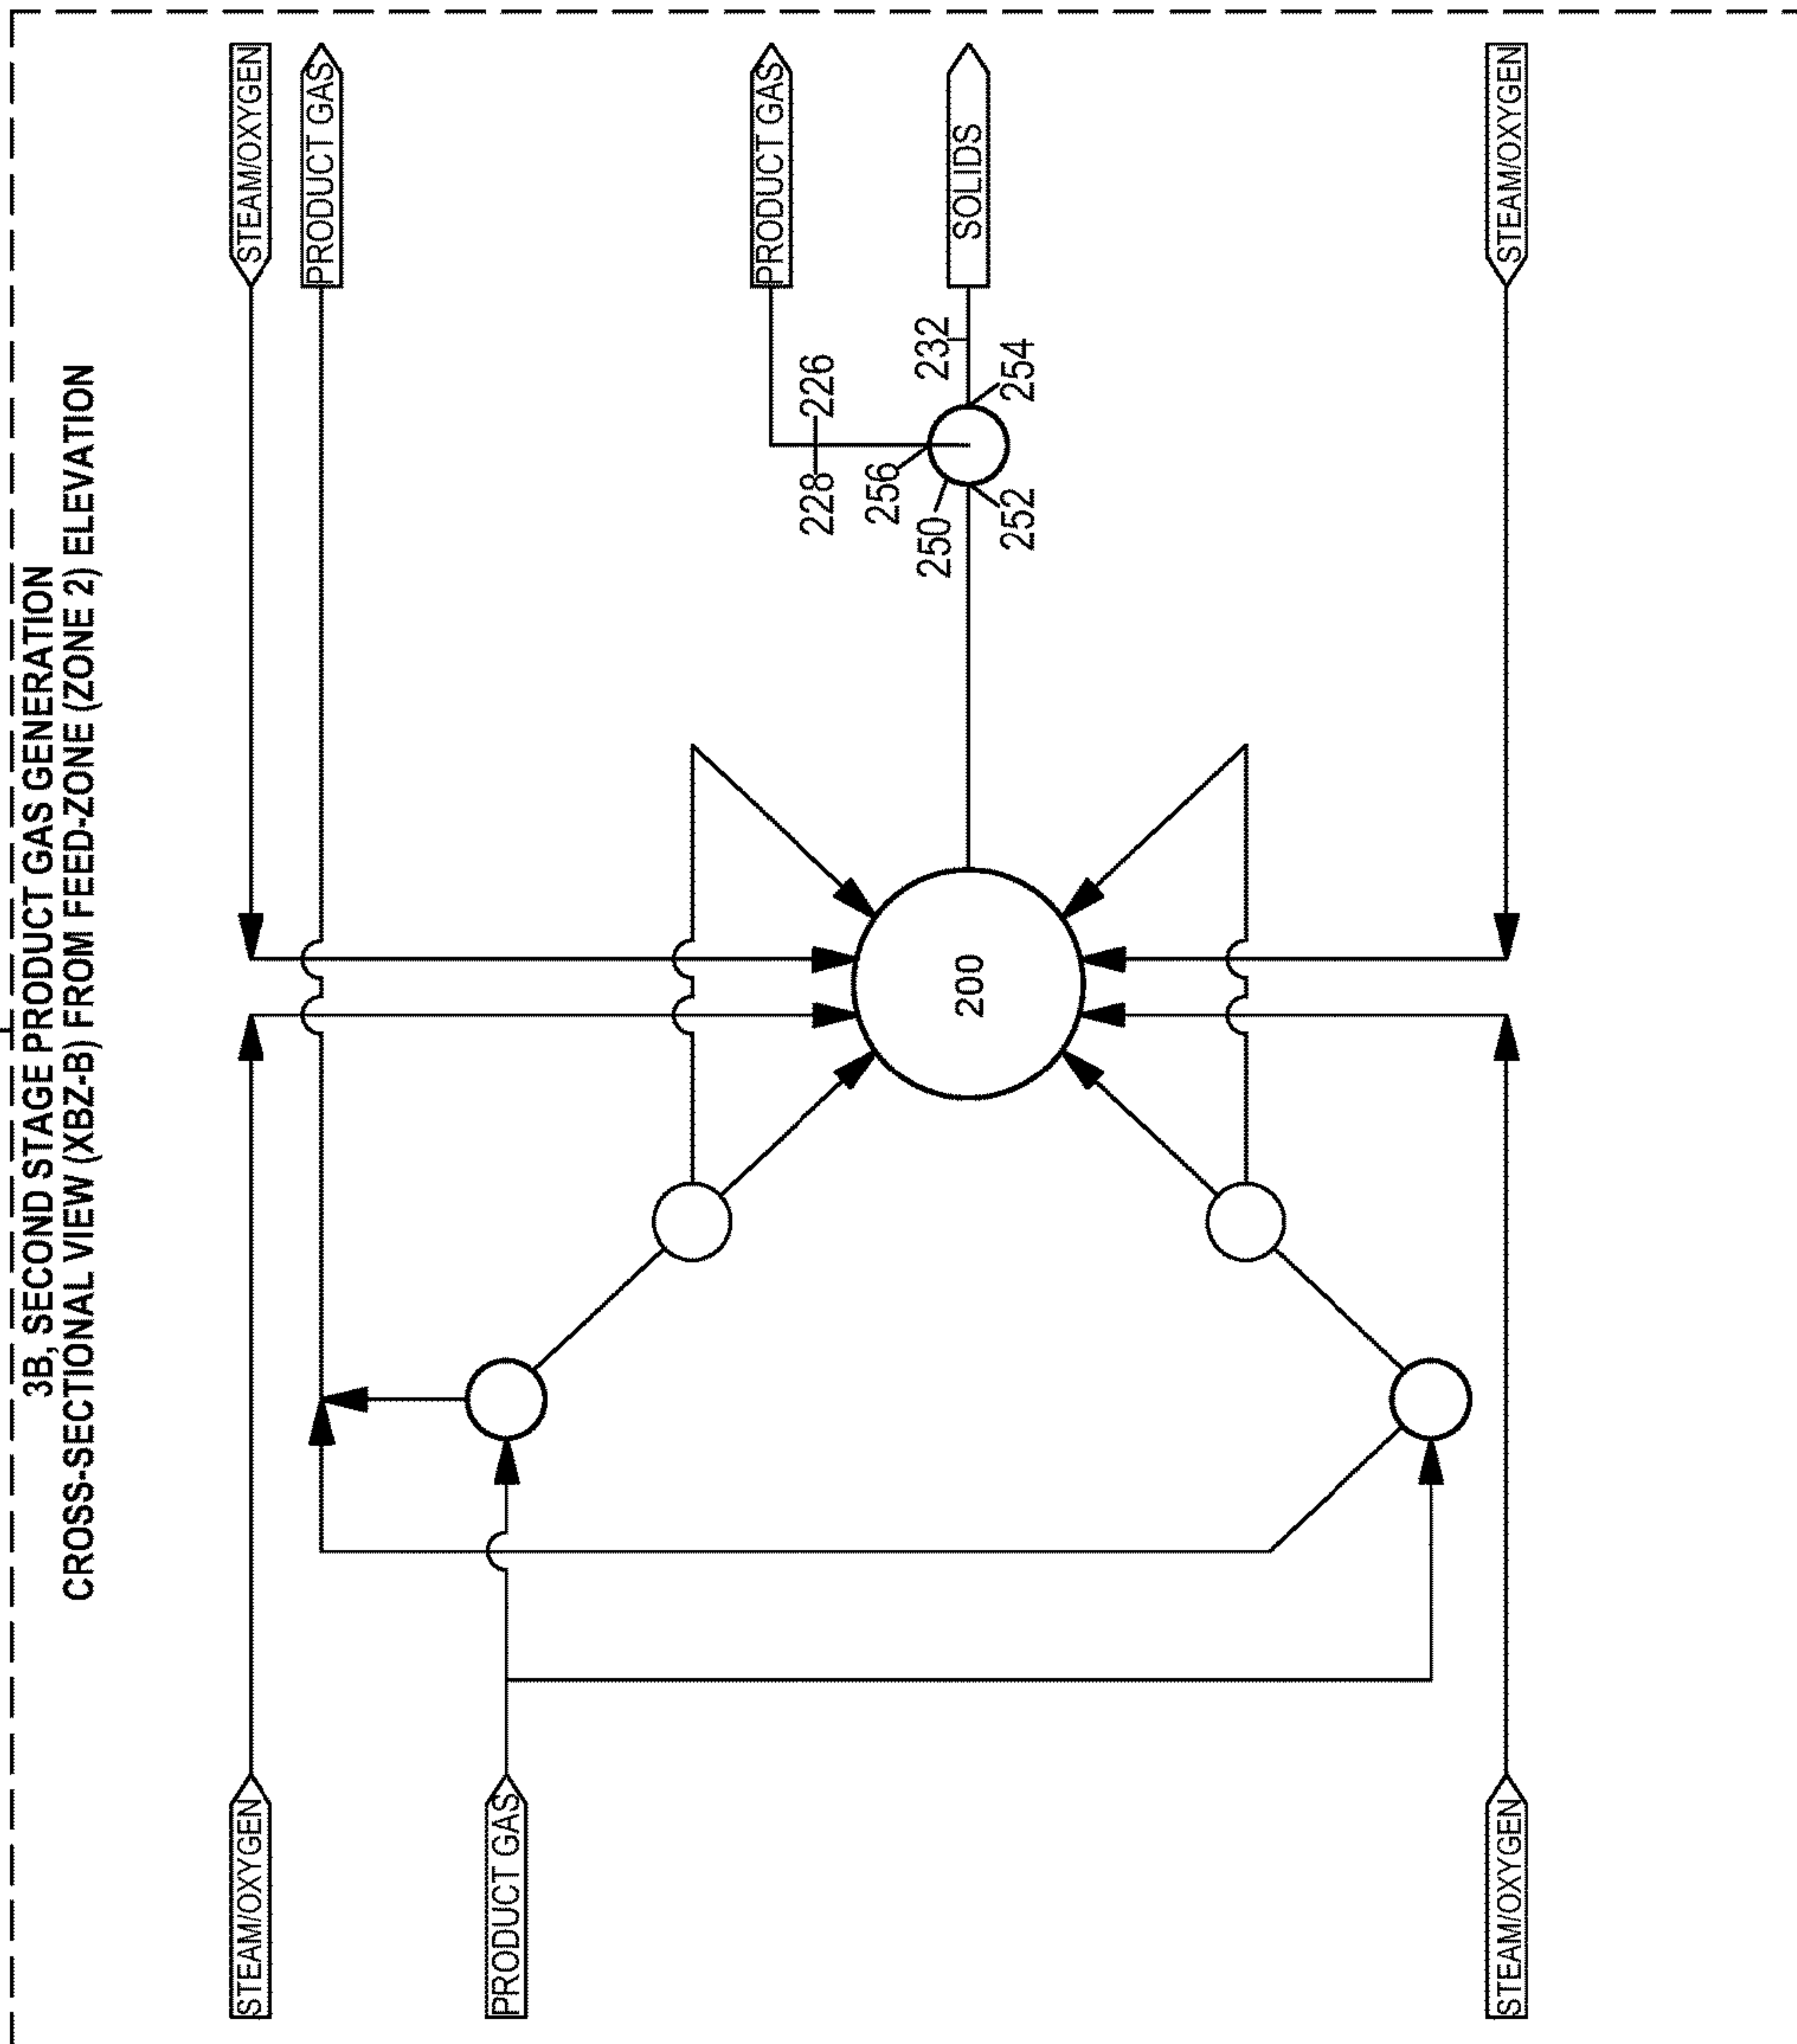 3B, SECOND STAGE PRODUCT GAS GENERATION
CROSS-SECTIONAL VIEW (XBZ-B) FROM FEED-ZONE (ZONE 2) ELEVATION
STEAM/OXYGEN
STEAM/OXYGEN
PRODUCT GAS
PRODUCT GAS
PRODUCT GAS
228
226
256
250
232
SOLIDS
200
252
254
STEAM/OXYGEN
STEAM/OXYGEN